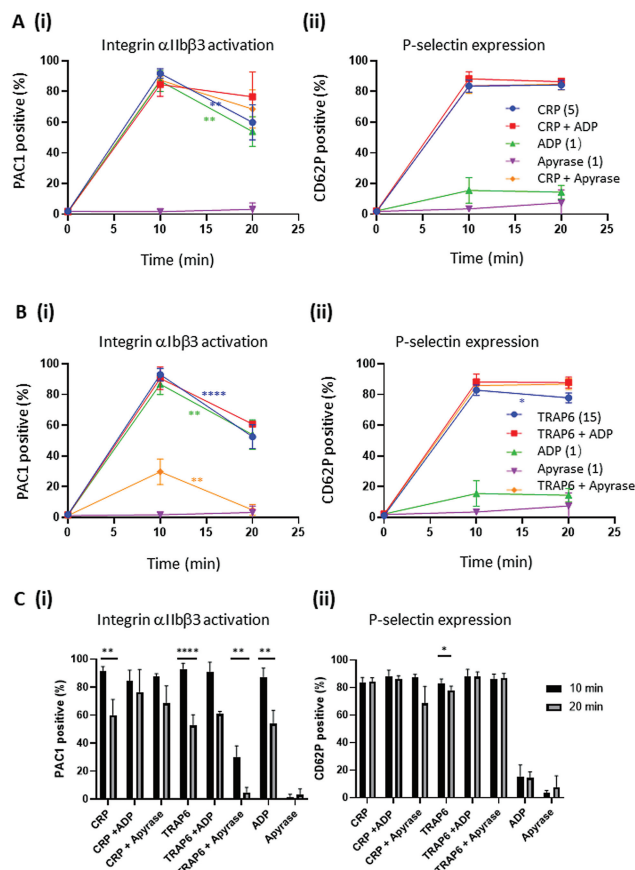 A (i)
Integrin αIIbβ3 activation
PAC1 positive (%)
100
80
60
40
20
0
**
**
0 5 10 15 20 25
Time (min)
(ii)
P-selectin expression
CD62P positive (%)
100
80
60
40
20
0
CRP (5)
CRP + ADP
ADP (1)
Apyrase (1)
CRP + Apyrase
0 5 10 15 20 25
Time (min)
B (i)
Integrin αIbβ3 activation
PAC1 positive (%)
100
80
60
40
20
0
****
**
**
0 5 10 15 20 25
Time (min)
(ii)
P-selectin expression
CD62P positive (%)
100
80
60
40
20
0
*
TRAP6 (15)
TRAP6 + ADP
ADP (1)
Apyrase (1)
TRAP6 + Apyrase
0 5 10 15 20 25
Time (min)
C (i)
Integrin αIIbβ3 activation
PAC1 positive (%)
100
80
60
40
20
0
** **** ** **
CRP
CRP +ADP
CRP + Apyrase
TRAP6
TRAP6 +ADP
TRAP6 + Apyrase
ADP
Apyrase
(ii)
P-selectin expression
CD62P positive (%)
100
80
60
40
20
0
*
10 min
20 min
CRP
CRP +ADP
CRP + Apyrase
TRAP6
TRAP6 +ADP
TRAP6 + Apyrase
ADP
Apyrase